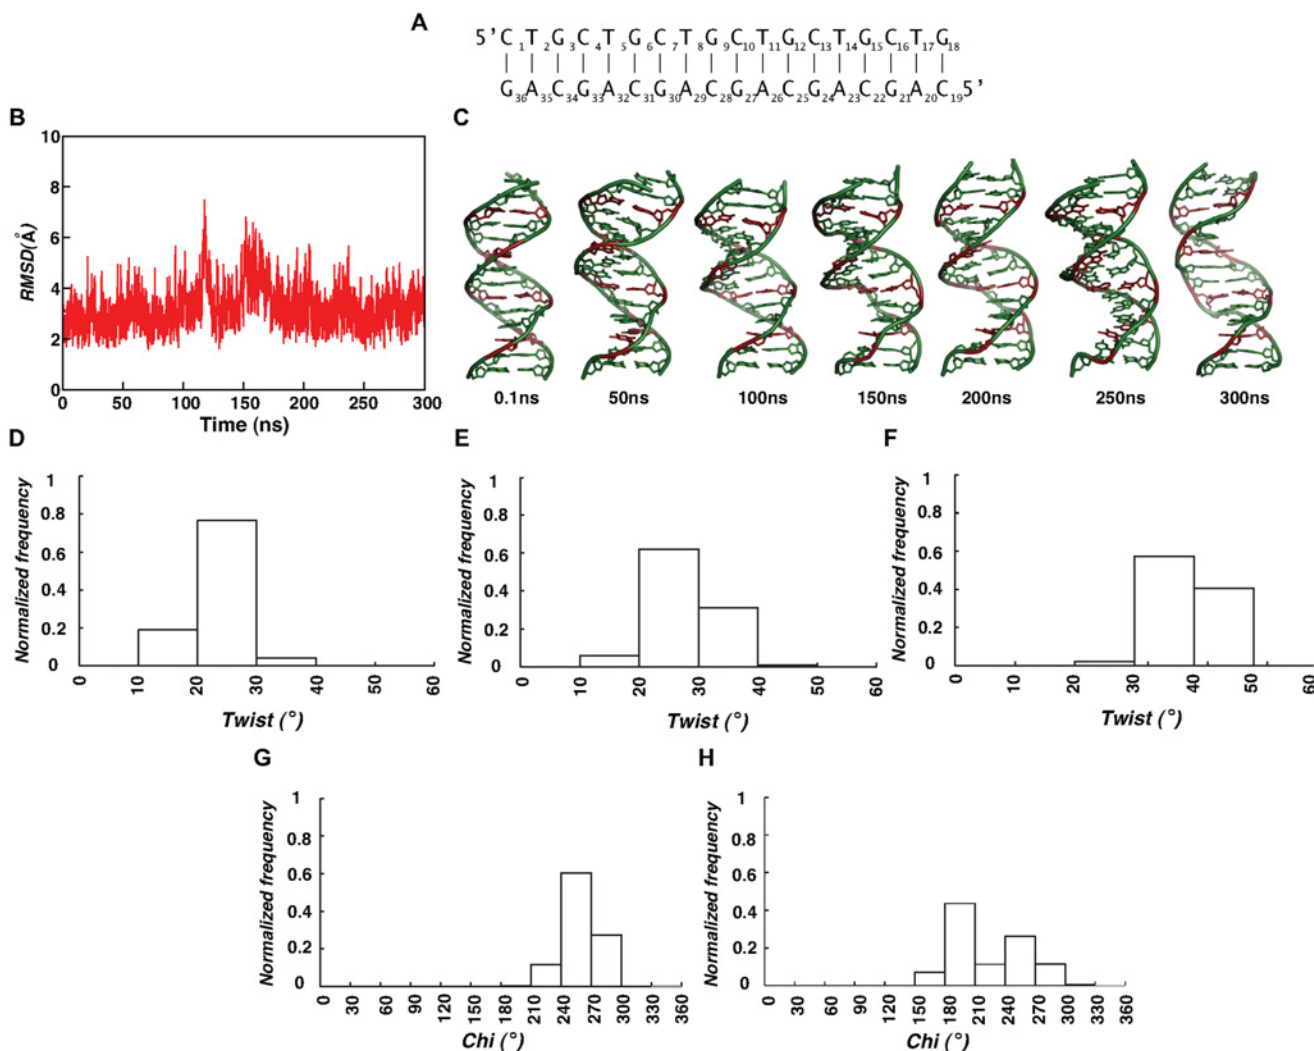 A
5’C1T2G3C4T5G6C7T8G9C10T11G12C13T14G15C16T17G18
G36A35C34G33A32C31G30A29C28G27A26C25G24A23C22G21A20C195’
B
10
8
6
4
2
0
RMSD(Å)
0 50 100 150 200 250 300
Time (ns)
C
0.1ns 50ns 100ns 150ns 200ns 250ns 300ns
D
Normalized frequency
1
0.8
0.6
0.4
0.2
0
0 10 20 30 40 50 60
Twist (°)
E
Normalized frequency
1
0.8
0.6
0.4
0.2
0
0 10 20 30 40 50 60
Twist (°)
F
Normalized frequency
1
0.8
0.6
0.4
0.2
0
0 10 20 30 40 50 60
Twist (°)
G
Normalized frequency
1
0.8
0.6
0.4
0.2
0
0 30 60 90 120 150 180 210 240 270 300 330 360
Chi (°)
H
Normalized frequency
1
0.8
0.6
0.4
0.2
0
0 30 60 90 120 150 180 210 240 270 300 330 360
Chi (°)